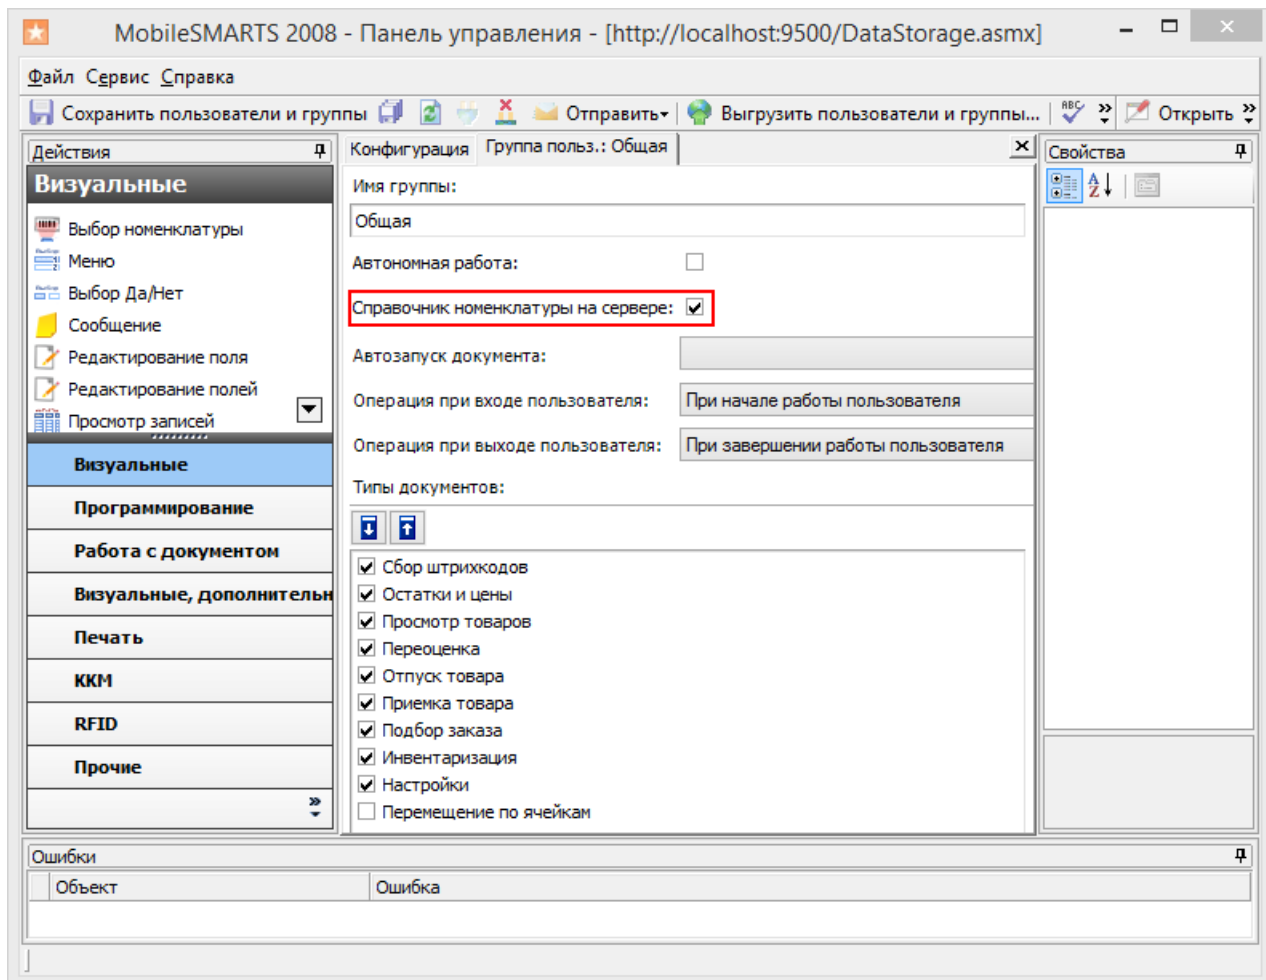 MobileSMARTS 2008 - Панель управления - [http://localhost:9500/DataStorage.asmx]
Файл Сервис Справка
Сохранить пользователи и группы Отправить Выгрузить пользователи и группы... ABC Открыть
Действия
Визуальные
Выбор номенклатуры
Меню
Выбор Да/Нет
Сообщение
Редактирование поля
Редактирование полей
Просмотр записей
Визуальные
Программирование
Работа с документом
Визуальные, дополнительн
Печать
ККМ
RFID
Прочие
Конфигурация Группа польз.: Общая
Имя группы:
Общая
Автономная работа:
Справочник номенклатуры на сервере:
Автозапуск документа:
Операция при входе пользователя: При начале работы пользователя
Операция при выходе пользователя: При завершении работы пользователя
Типы документов:
Сбор штрихкодов
Остатки и цены
Просмотр товаров
Переоценка
Отпуск товара
Приемка товара
Подбор заказа
Инвентаризация
Настройки
Перемещение по ячейкам
Свойства
Ошибки
Объект Ошибка